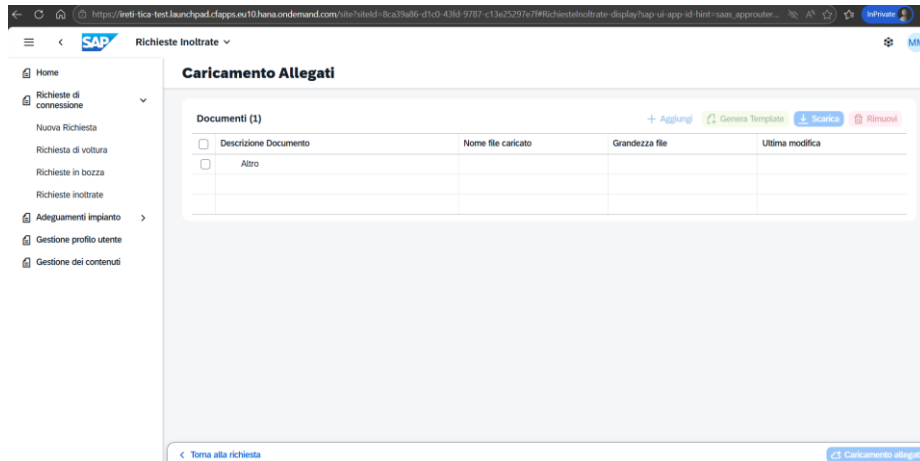 https://ireti-tica-test.launchpad.cfapps.eu10.hana.ondemand.com/site?siteId=8ca39a86-d1c0-43fd-9787-c13e25297e7f#RichiesteInoltrate-display?sap-ui-app-id-hint=saas_approuter...
InPrivate
SAP
Richieste Inoltrate
MM
Home
Richieste di
connessione
Nuova Richiesta
Richiesta di voltura
Richieste in bozza
Richieste inoltrate
Adeguamenti impianto
Gestione profilo utente
Gestione dei contenuti
Caricamento Allegati
Documenti (1)
+ Aggiungi Genera Template Scarica Rimuovi
Descrizione Documento Nome file caricato Grandezza file Ultima modifica
Altro
Torna alla richiesta
Caricamento allegat